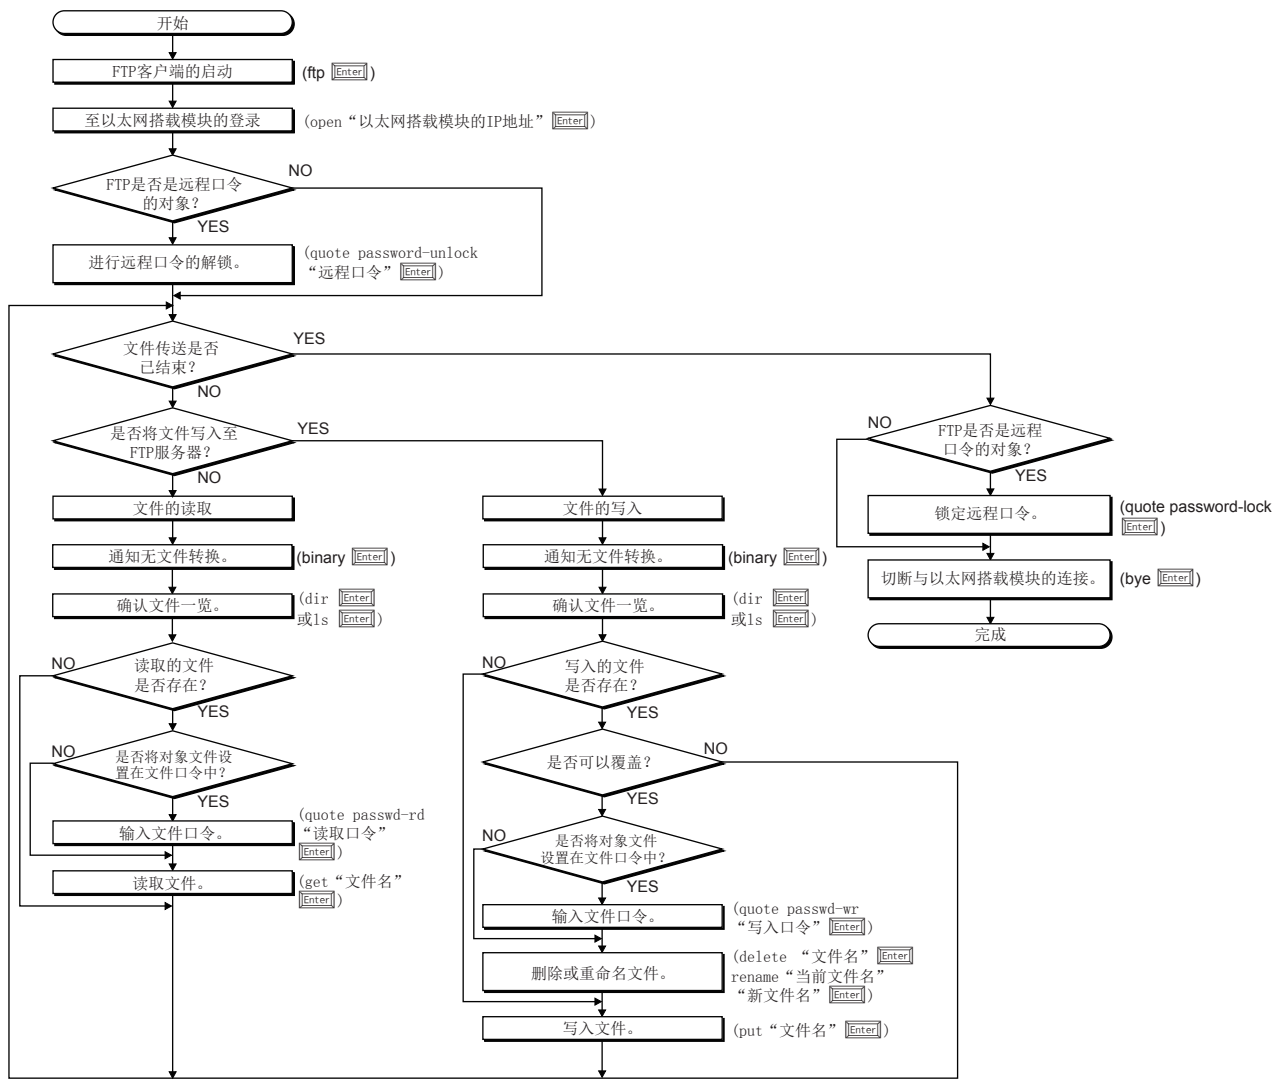 开始
FTP客户端的启动
(ftp Enter)
至以太网搭载模块的登录
(open“以太网搭载模块的IP地址” Enter)
FTP是否是远程口令
的对象？
NO
YES
进行远程口令的解锁。
(quote password-unlock
“远程口令” Enter)
文件传送是否
已结束？
YES
NO
是否将文件写入至
FTP服务器？
YES
NO
文件的读取
通知无文件转换。
(binary Enter)
确认文件一览。
(dir Enter
或ls Enter)
读取的文件
是否存在？
NO
YES
是否将对象文件设
置在文件口令中？
NO
YES
输入文件口令。
(quote passwd-rd
“读取口令”
Enter)
读取文件。
(get“文件名”
Enter)
文件的写入
通知无文件转换。
(binary Enter)
确认文件一览。
(dir Enter
或ls Enter)
写入的文件
是否存在？
NO
YES
是否可以覆盖？
NO
YES
是否将对象文件
设置在文件口令中？
NO
YES
输入文件口令。
(quote passwd-wr
“写入口令” Enter)
删除或重命名文件。
(delete “文件名” Enter
rename“当前文件名”
“新文件名” Enter)
写入文件。
(put“文件名” Enter)
FTP是否是远程
口令的对象？
NO
YES
锁定远程口令。
(quote password-lock
Enter)
切断与以太网搭载模块的连接。
(bye Enter)
完成